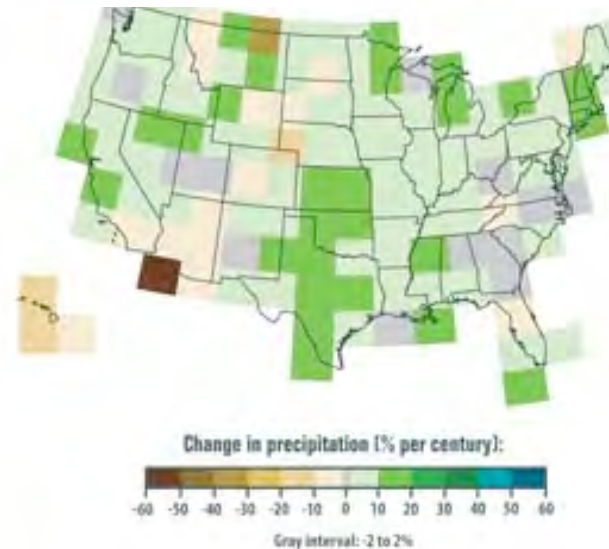 Change in precipitation (% per century):
-60 -50 -40 -30 -20 -10 0 10 20 30 40 50 60
Gray interval: -2 to 2%